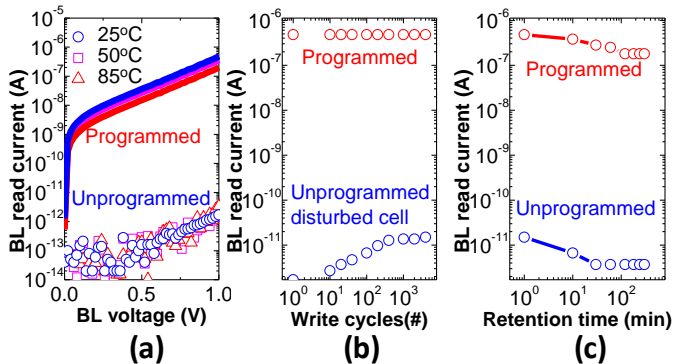 10⁻⁵
10⁻⁶
10⁻⁷
10⁻⁸
10⁻⁹
10⁻¹⁰
10⁻¹¹
10⁻¹²
10⁻¹³
10⁻¹⁴
BL read current (A)
25°C
50°C
85°C
Programmed
Unprogrammed
0.0 0.5 1.0
BL voltage (V)
(a)
10⁻⁶
10⁻⁷
10⁻⁸
10⁻⁹
10⁻¹⁰
10⁻¹¹
BL read current (A)
Programmed
Unprogrammed
disturbed cell
10⁰ 10¹ 10² 10³
Write cycles(#)
(b)
10⁻⁶
10⁻⁷
10⁻⁸
10⁻⁹
10⁻¹⁰
10⁻¹¹
BL read current (A)
Programmed
Unprogrammed
10⁰ 10¹ 10²
Retention time (min)
(c)